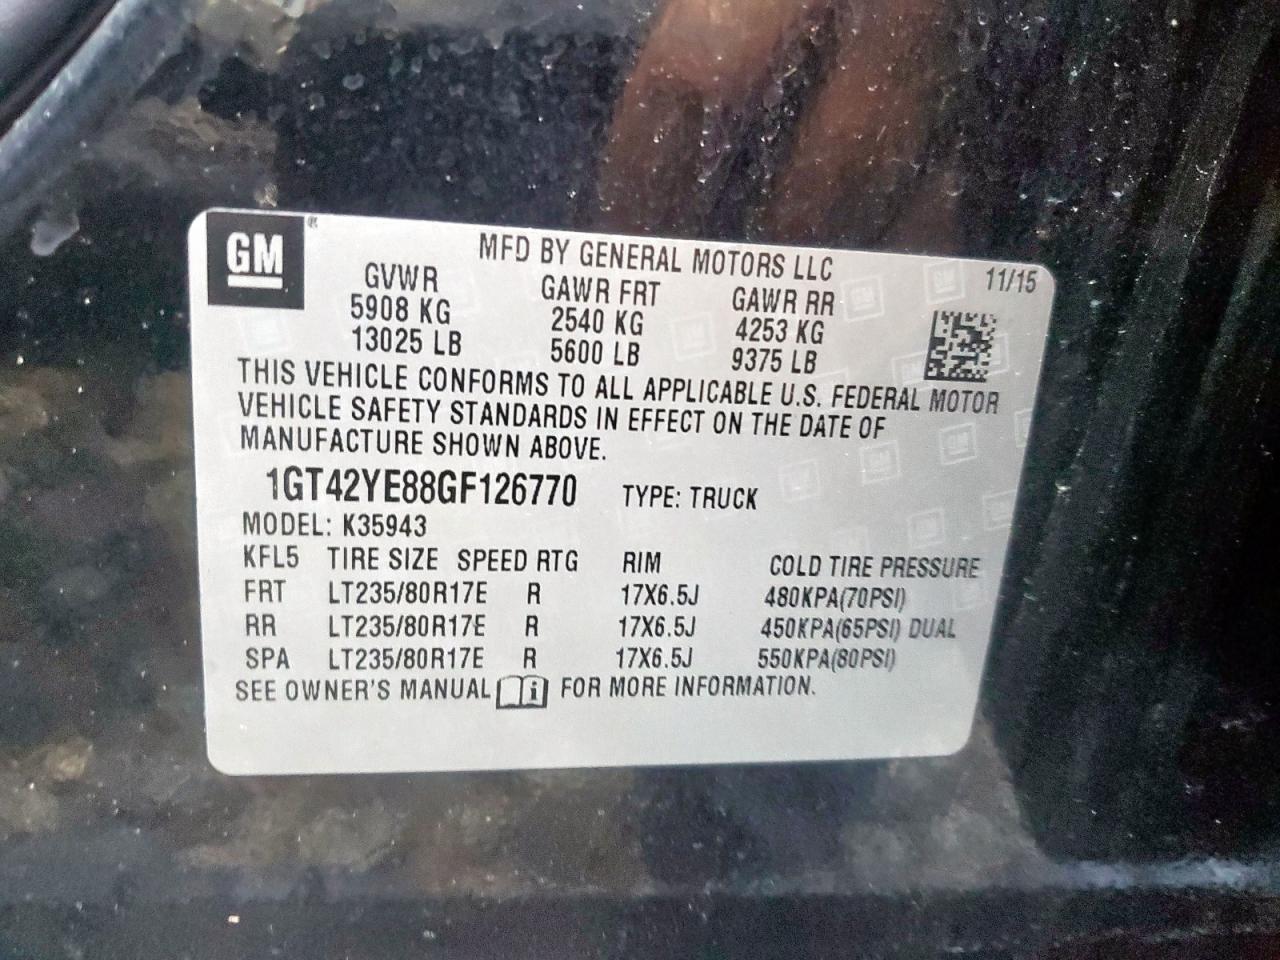 GM®
MFD BY GENERAL MOTORS LLC 11/15
GVWR GAWR FRT GAWR RR
5908 KG 2540 KG 4253 KG
13025 LB 5600 LB 9375 LB
THIS VEHICLE CONFORMS TO ALL APPLICABLE U.S. FEDERAL MOTOR
VEHICLE SAFETY STANDARDS IN EFFECT ON THE DATE OF
MANUFACTURE SHOWN ABOVE.
1GT42YE88GF126770 TYPE: TRUCK
MODEL: K35943
KFL5 TIRE SIZE SPEED RTG RIM COLD TIRE PRESSURE
FRT LT235/80R17E R 17X6.5J 480KPA(70PSI)
RR LT235/80R17E R 17X6.5J 450KPA(65PSI) DUAL
SPA LT235/80R17E R 17X6.5J 550KPA(80PSI)
SEE OWNER'S MANUAL i FOR MORE INFORMATION.